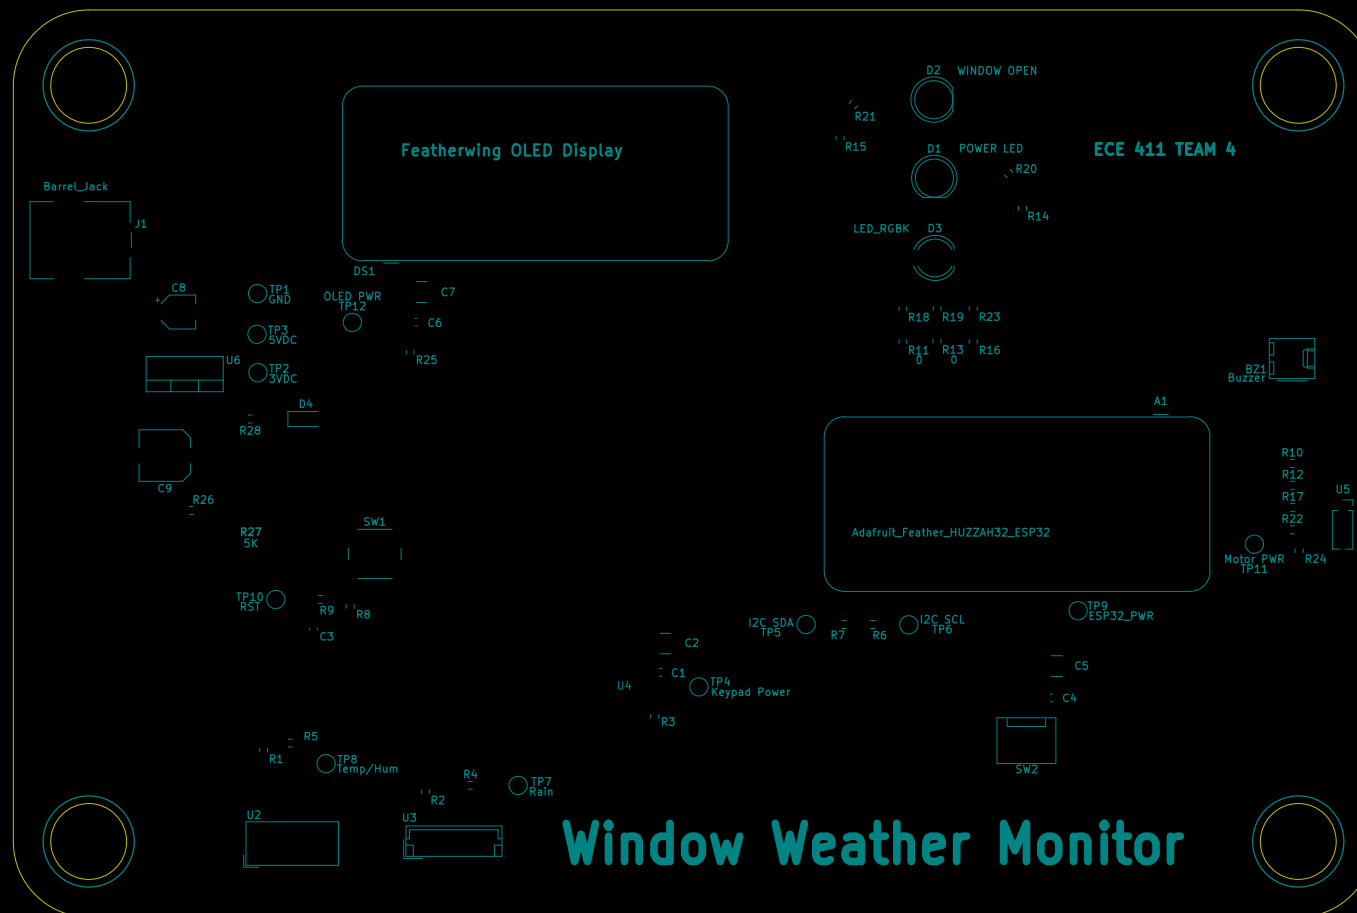 D2 WINDOW OPEN
R21
R15
Featherwing OLED Display
D1 POWER LED
ECE 411 TEAM 4
R20
Barrel_Jack
R14
J1
LED_RGBK D3
DS1
C8
+
TP1
GND
OLED PWR
TP12
C7
C6
R18 R19 R23
TP3
5VDC
R11 R13 R16
0 0
U6
R25
TP2
3VDC
BZ1
Buzzer
D4
A1
R28
R10
R12
C9
R26
R17
U5
SW1
R22
R27
5K
Adafruit_Feather_HUZZAH32_ESP32
R24
Motor PWR
TP11
TP10
RST
R9
R8
TP9
ESP32_PWR
I2C SDA
TP5
R7 R6
I2C SCL
TP6
C3
C2
C1
C5
U4
TP4
Keypad Power
C4
R3
R5
R1
TP8
Temp/Hum
SW2
R4
TP7
Rain
R2
U2
U3
Window Weather Monitor